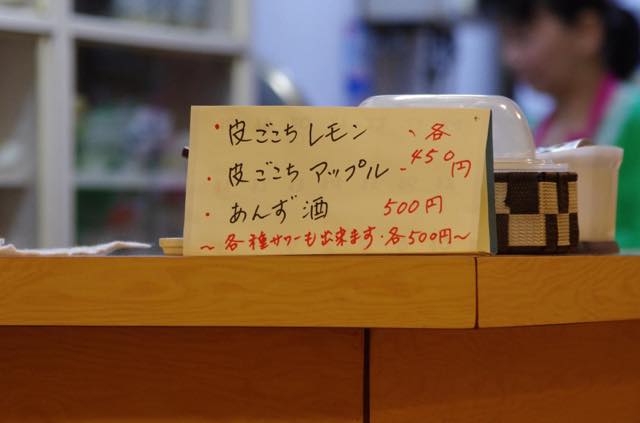 ・皮ごこちレモン 、各
・皮ごこちアップル - 450円
・あんず酒 500円
～各種サワーも出来ます・各500円～